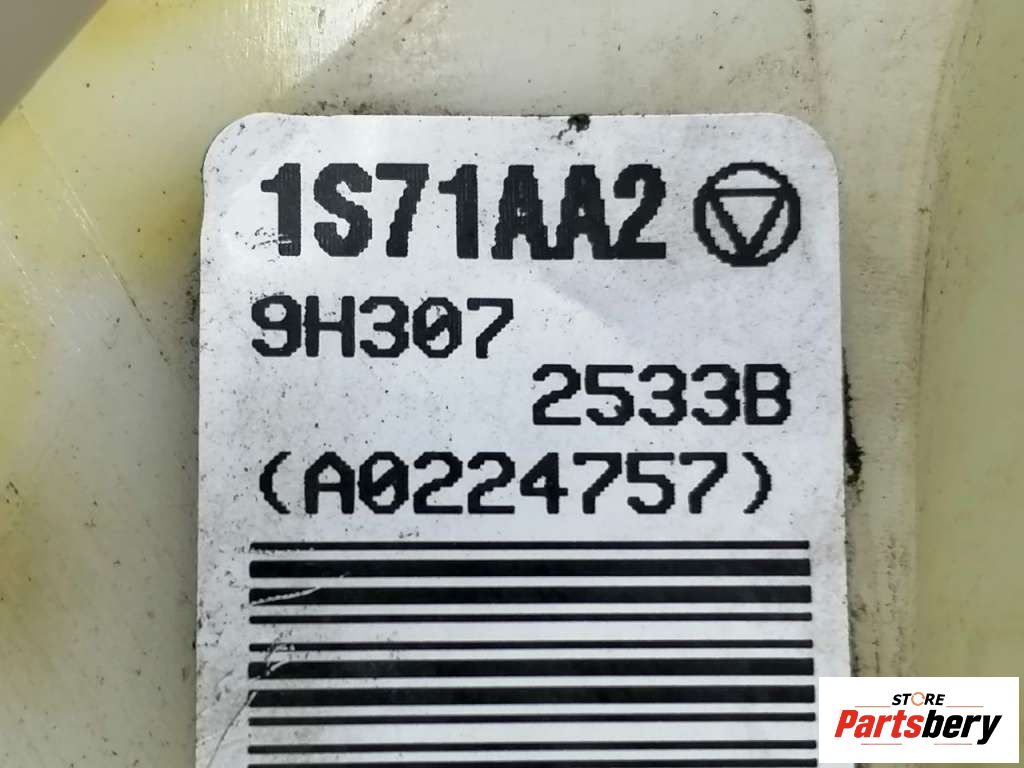 1S71AA2
9H307
2533B
(A0224757)
STORE
Partsbery